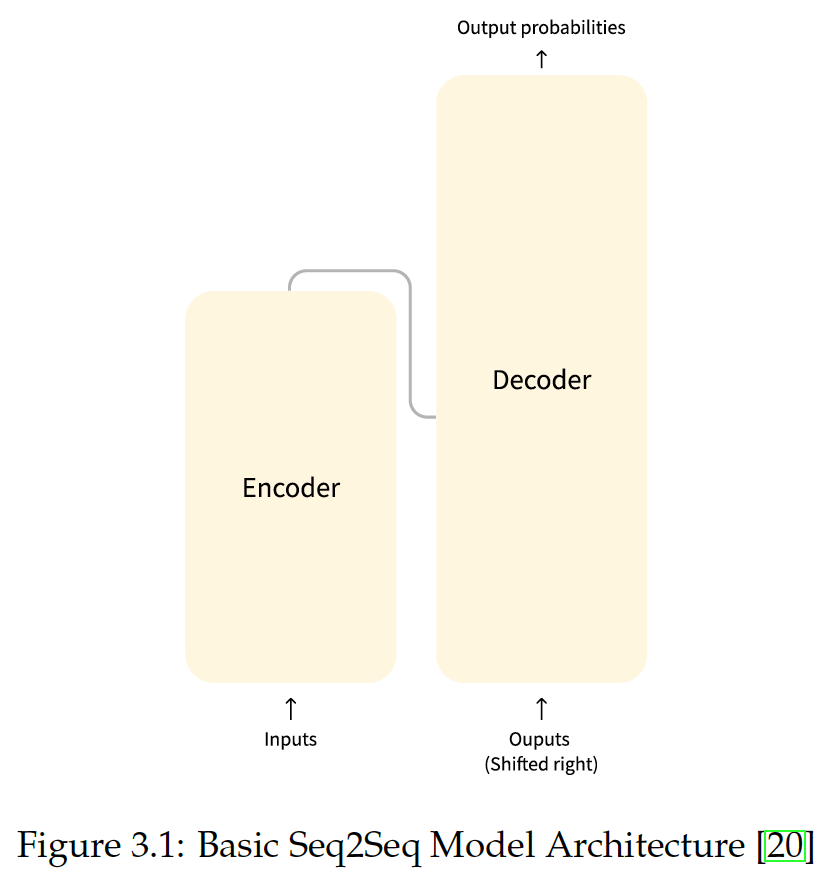 Output probabilities
↑
Decoder
Encoder
↑
↑
Inputs
Ouputs
(Shifted right)
Figure 3.1: Basic Seq2Seq Model Architecture [20]